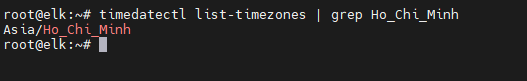 root@elk:~# timedatectl list-timezones | grep Ho_Chi_Minh
Asia/Ho_Chi_Minh
root@elk:~#